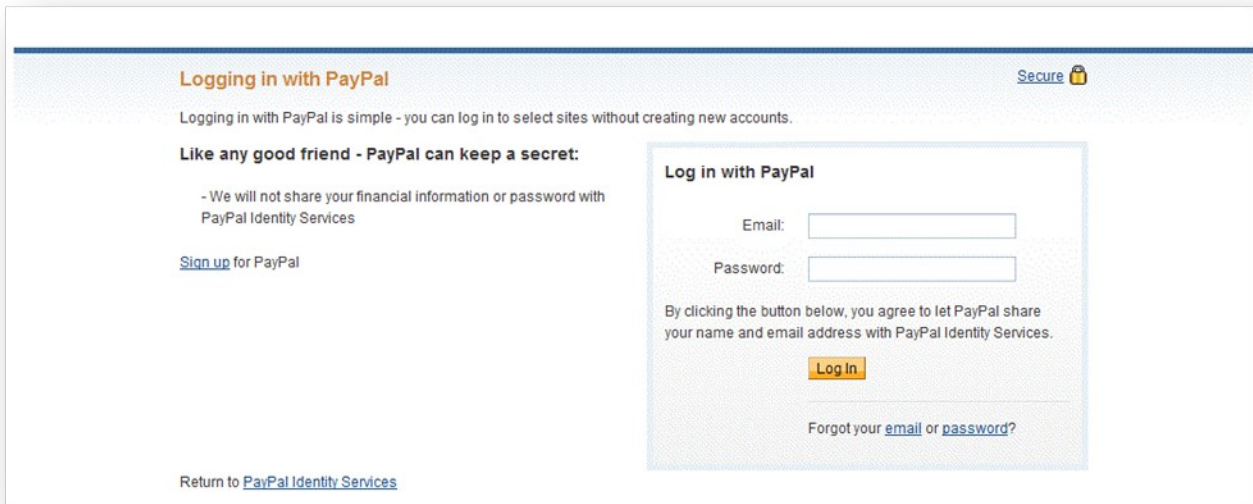 Logging in with PayPal
Secure
Logging in with PayPal is simple - you can log in to select sites without creating new accounts.
Like any good friend - PayPal can keep a secret:
- We will not share your financial information or password with
PayPal Identity Services
Sign up for PayPal
Log in with PayPal
Email:
Password:
By clicking the button below, you agree to let PayPal share
your name and email address with PayPal Identity Services.
Log In
Forgot your email or password?
Return to PayPal Identity Services